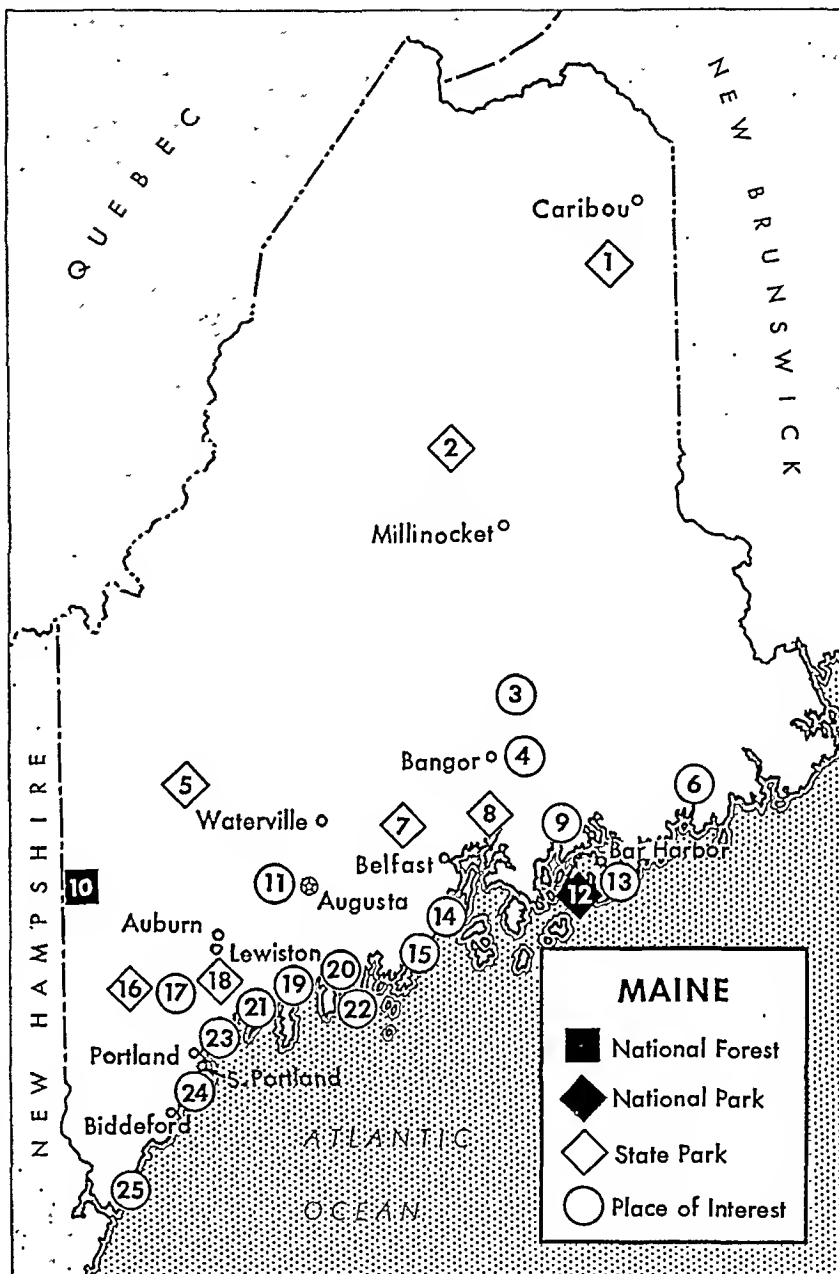 QUEBEC
NEW BRUNSWICK
Caribou
1
2
Millinocket
3
Bangor
4
5
6
Waterville
7
8
9
Belfast
Bar Harbor
NEW HAMPSHIRE
10
11
Augusta
12
13
Auburn
14
Lewiston
15
16
17
18
19
20
21
22
23
Portland
S. Portland
24
Biddeford
25
ATLANTIC
OCEAN
MAINE
National Forest
National Park
State Park
Place of Interest